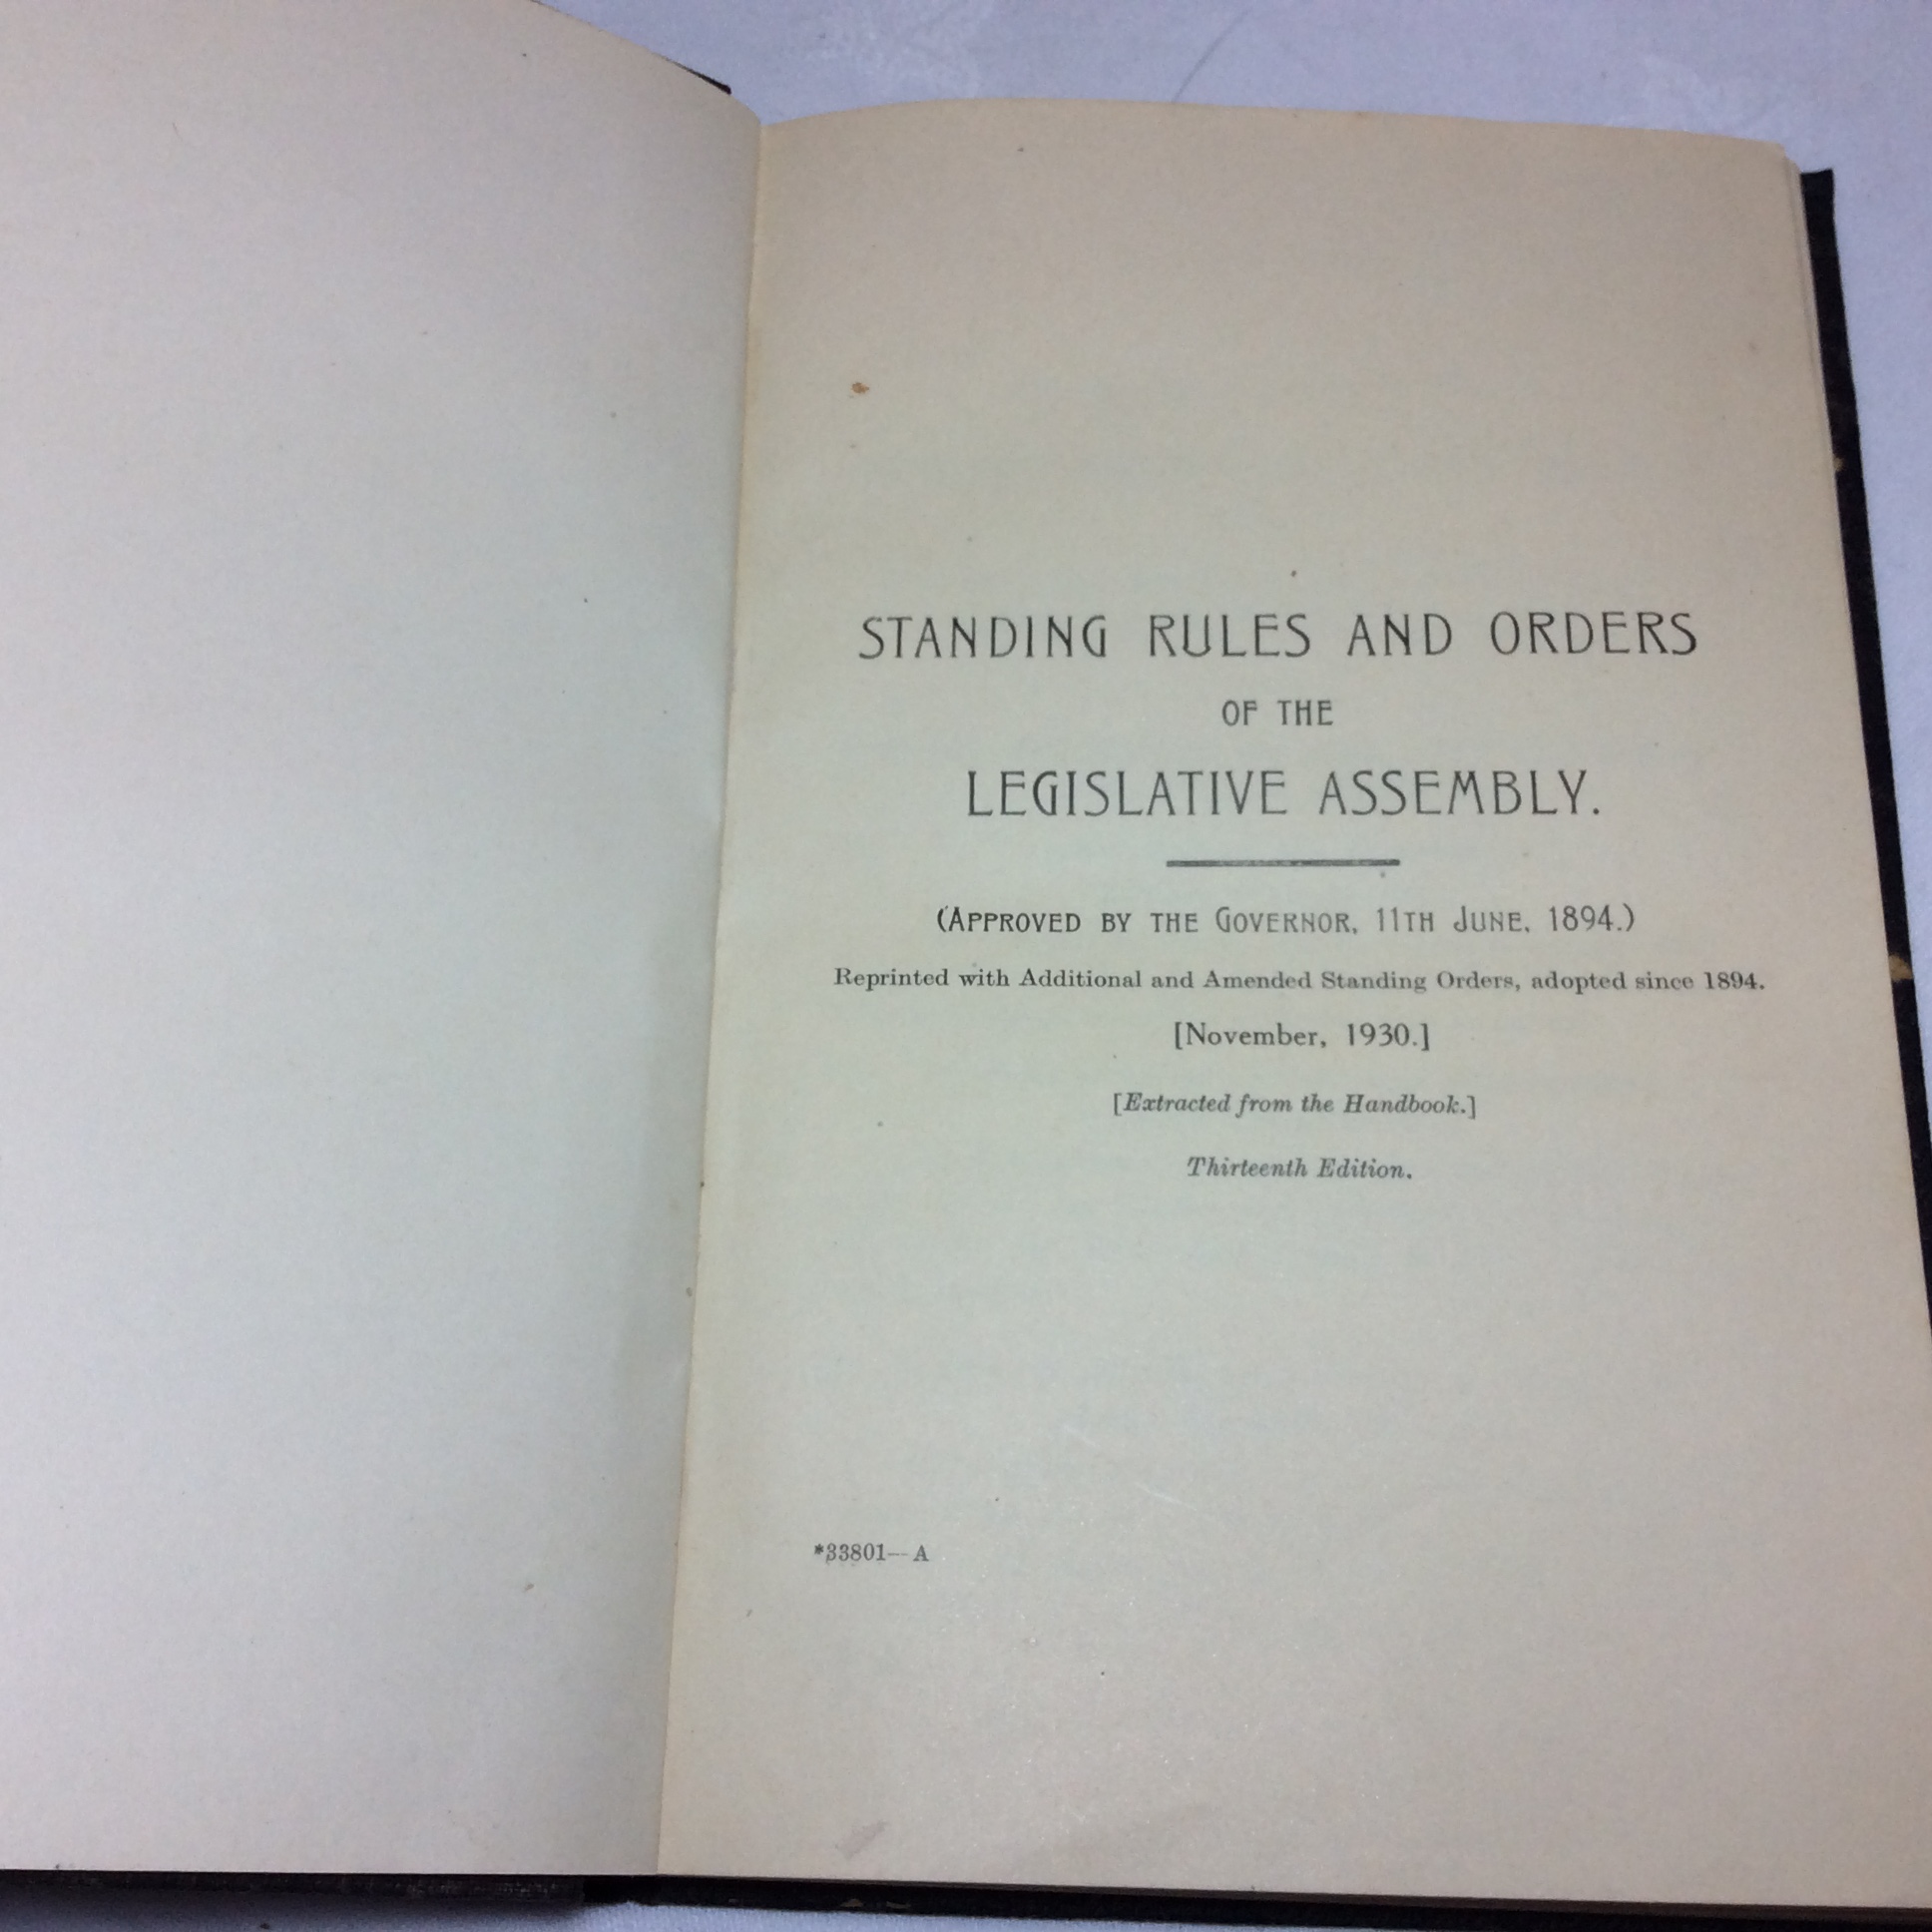 STANDING RULES AND ORDERS
OF THE
LEGISLATIVE ASSEMBLY.
(APPROVED BY THE GOVERNOR, 11TH JUNE, 1894.)
Reprinted with Additional and Amended Standing Orders, adopted since 1894.
[November, 1930.]
[Extracted from the Handbook.]
Thirteenth Edition.
*33801—A